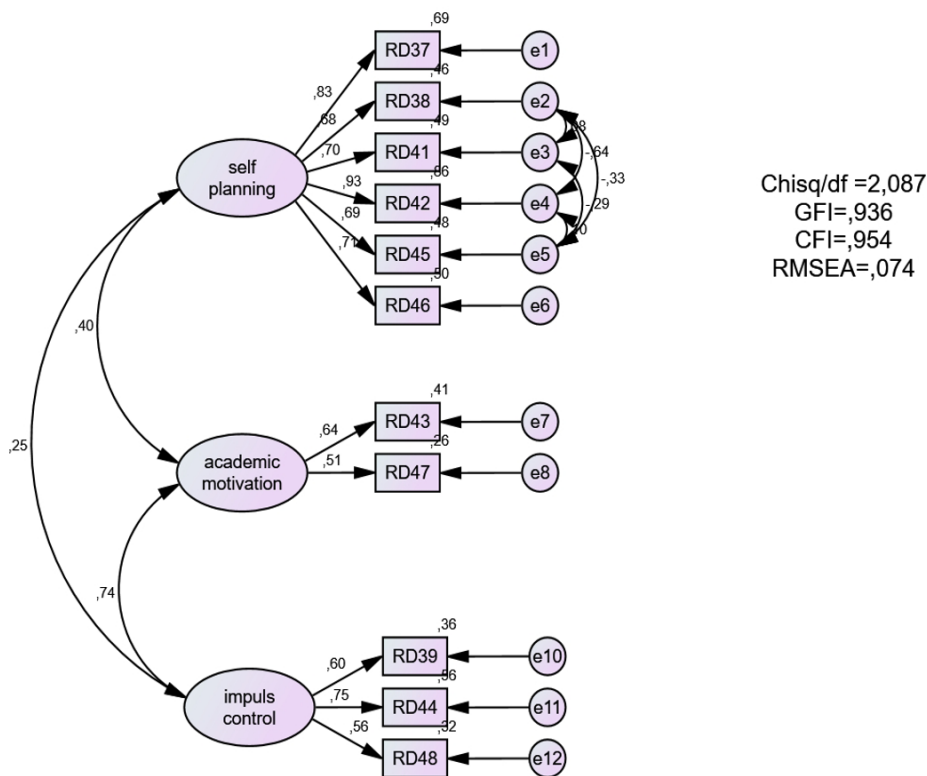 ,69
RD37
e1
,83
,46
RD38
e2
,68
,49
RD41
e3
,70
,86
-,64
self
planning
-,33
,93
RD42
e4
-,29
,69
,48
RD45
e5
,71
,50
RD46
e6
Chisq/df =2,087
GFI=,936
CFI=,954
RMSEA=,074
,40
,25
,41
,64
RD43
e7
,26
academic
motivation
,51
RD47
e8
,74
,36
,60
RD39
e10
,56
impuls
control
,75
RD44
e11
,56
,32
RD48
e12